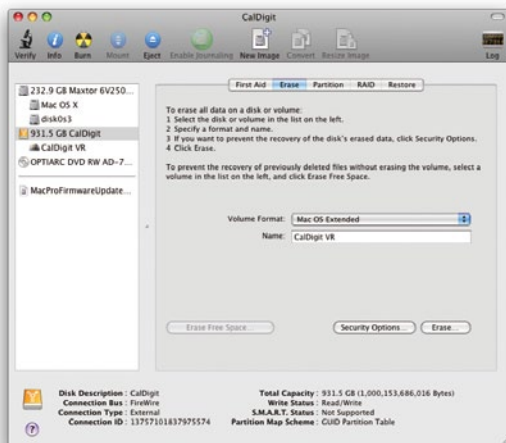 CalDigit
Verify Info Burn Mount Eject Enable Journaling New Image Convert Resize Image Log
232.9 GB Maxtor 6V250...
Mac OS X
disk0s3
931.5 GB CalDigit
CalDigit VR
OPTIARC DVD RW AD-7...
MacProFirmwareUpdate...
First Aid Erase Partition RAID Restore
To erase all data on a disk or volume:
1 Select the disk or volume in the list on the left.
2 Specify a format and name.
3 If you want to prevent the recovery of the disk's erased data, click Security Options.
4 Click Erase.
To prevent the recovery of previously deleted files without erasing the volume, select a
volume in the list on the left, and click Erase Free Space.
Volume Format: Mac OS Extended
Name: CalDigit VR
Erase Free Space... Security Options... Erase...
Disk Description : CalDigit
Connection Bus : FireWire
Connection Type : External
Connection ID : 13757101837975574
Total Capacity : 931.5 GB (1,000,153,686,016 Bytes)
Write Status : Read/Write
S.M.A.R.T. Status : Not Supported
Partition Map Scheme : GUID Partition Table
?